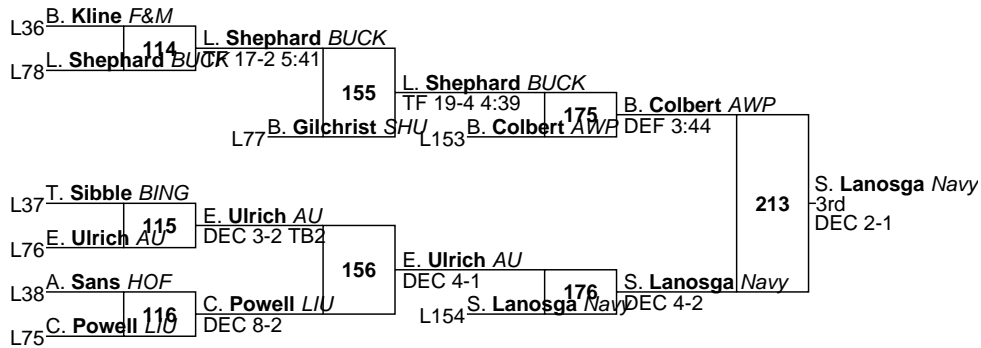 L36 B. Kline F&M
114
L78 L. Shephard BUCK
L. Shephard BUCK
TF 17-2 5:41
155
L77 B. Gilchrist SHU
L. Shephard BUCK
TF 19-4 4:39
175
L153 B. Colbert AWP
B. Colbert AWP
DEF 3:44
213
S. Lanosga Navy
3rd
DEC 2-1
L37 T. Sibble BING
115
L76 E. Ulrich AU
E. Ulrich AU
DEC 3-2 TB2
156
L38 A. Sans HOF
116
L75 C. Powell LIU
C. Powell LIU
DEC 8-2
E. Ulrich AU
DEC 4-1
176
L154 S. Lanosga Navy
S. Lanosga Navy
DEC 4-2